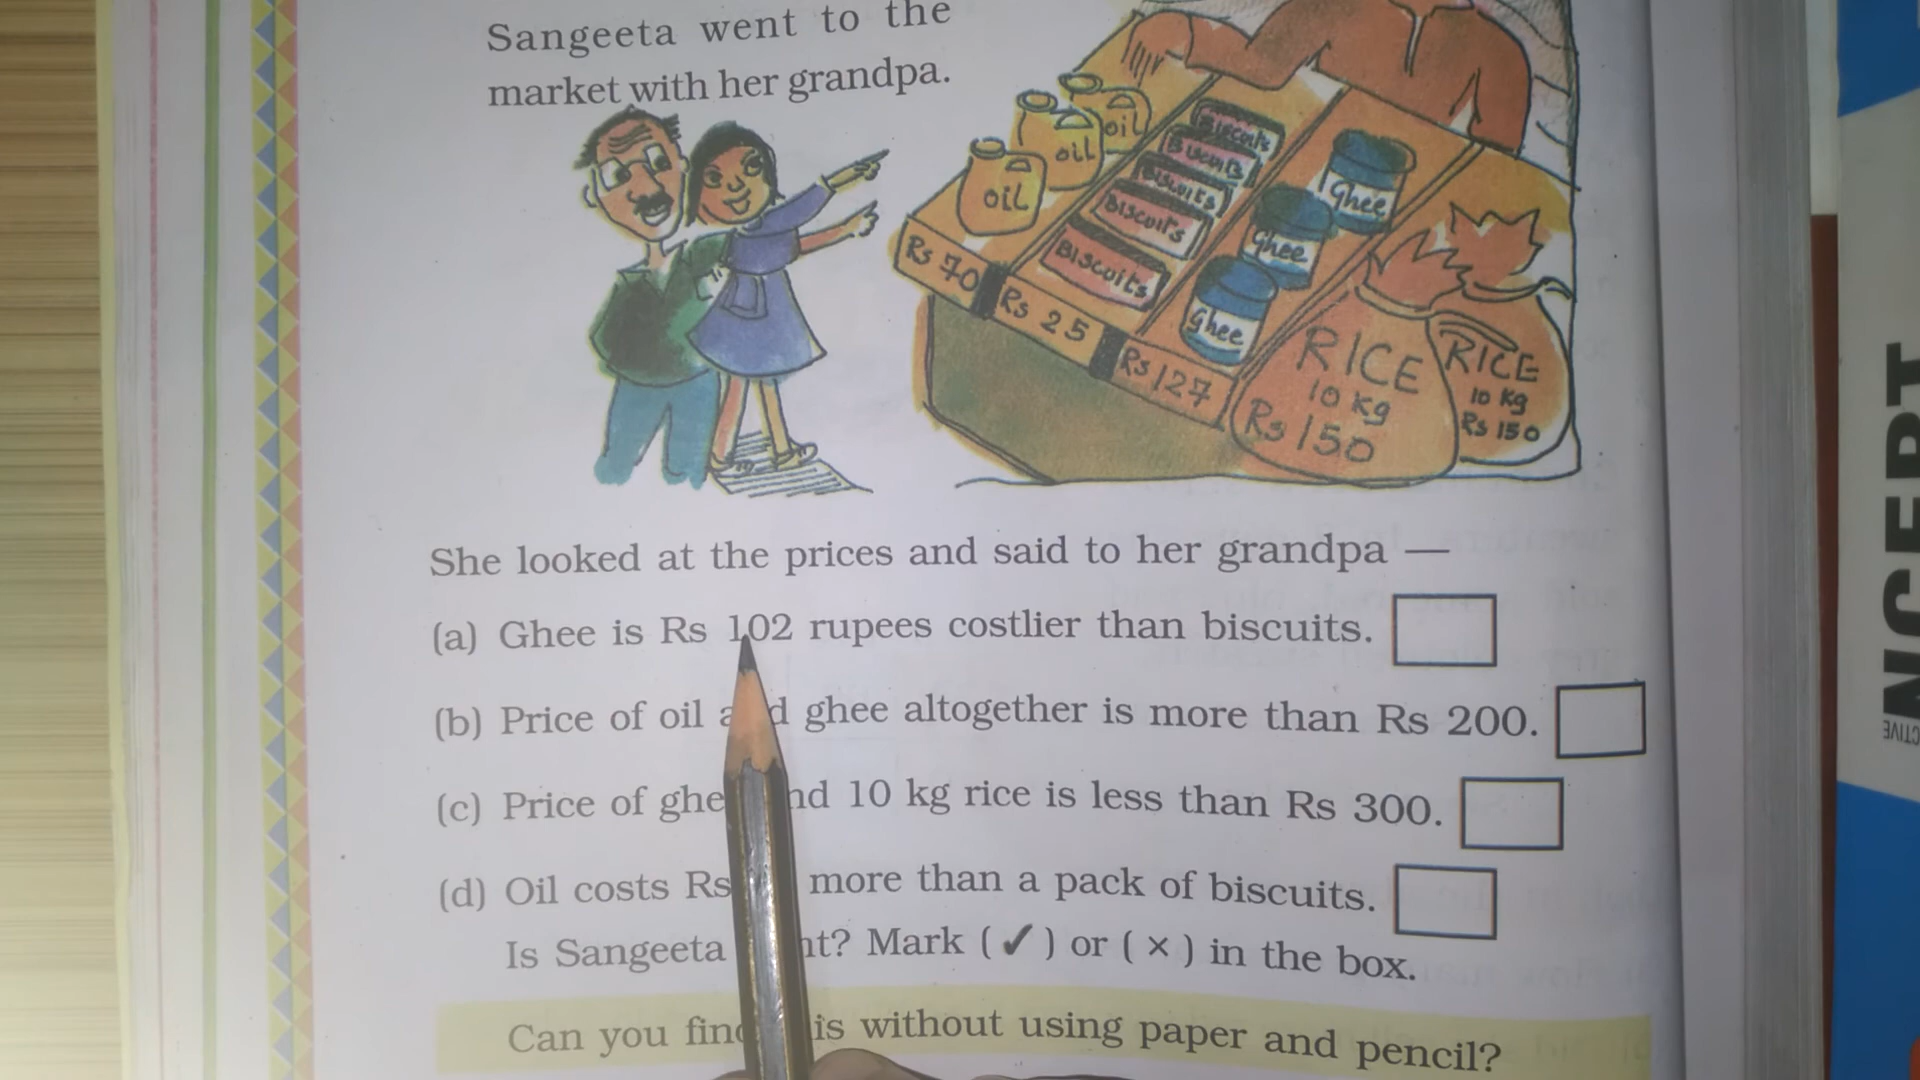 Sangeeta went to the
market with her grandpa.
oil
oil
oil
Biscuits
Biscuits
Biscuits
Biscuits
Biscuits
Ghee
Ghee
Ghee
Rs 70
Rs 25
Rs 127
RICE
10 kg
Rs 150
RICE
10 kg
Rs 150
She looked at the prices and said to her grandpa —
(a) Ghee is Rs 102 rupees costlier than biscuits.
(b) Price of oil ghee altogether is more than Rs 200.
(c) Price of 10 kg rice is less than Rs 300.
(d) Oil costs Rs more than a pack of biscuits.
Is Sangeeta Mark ( ✓ ) or ( × ) in the box.
Can you without using paper and pencil?
NCERT